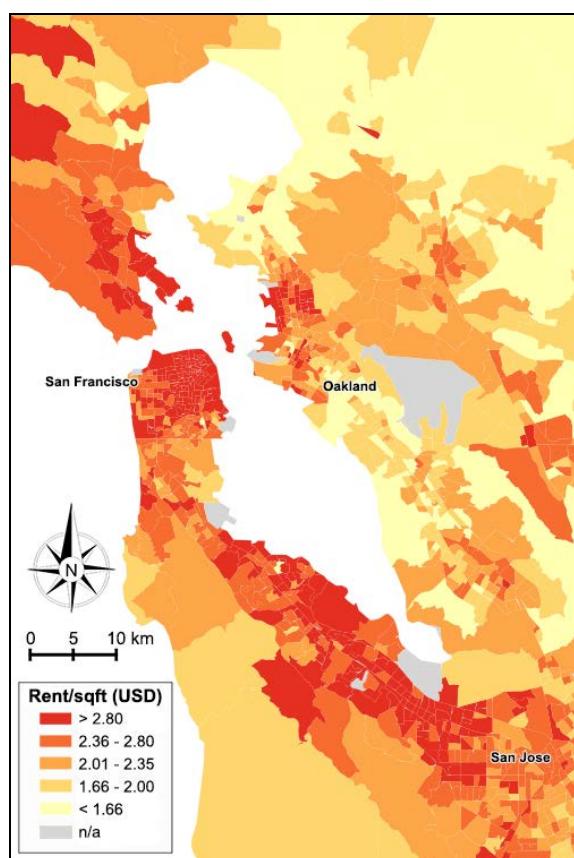 San Francisco
Oakland
N
0 5 10 km
Rent/sqft (USD)
> 2.80
2.36 - 2.80
2.01 - 2.35
1.66 - 2.00
< 1.66
n/a
San Jose